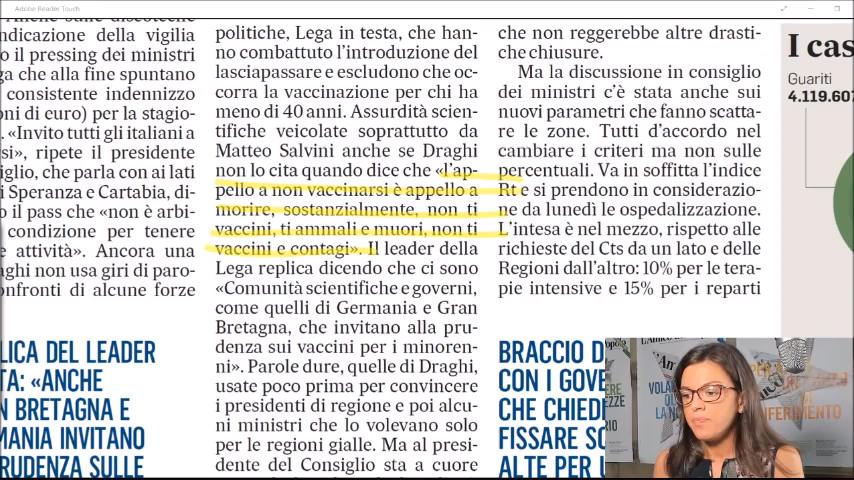 Adobe Reader Touch
Anche sulle discoteche
ndicazione della vigilia
o il pressing dei ministri
ga che alla fine spuntano
consistente indennizzo
oni di euro) per la stagio-
. «Invito tutti gli italiani a
si», ripete il presidente
iglio, che parla con ai lati
i Speranza e Cartabia, di-
o il pass che «non è arbi-
condizione per tenere
e attività». Ancora una
aghi non usa giri di paro-
onfronti di alcune forze
LICA DEL LEADER
TA: «ANCHE
N BRETAGNA E
MANIA INVITANO
RUDENZA SULLE
politiche, Lega in testa, che han-
no combattuto l'introduzione del
lasciapassare e escludono che oc-
corra la vaccinazione per chi ha
meno di 40 anni. Assurdità scien-
tifiche veicolate soprattutto da
Matteo Salvini anche se Draghi
non lo cita quando dice che «l'ap-
pello a non vaccinarsi è appello a
morire, sostanzialmente, non ti
vaccini, ti ammali e muori, non ti
vaccini e contagi». Il leader della
Lega replica dicendo che ci sono
«Comunità scientifiche e governi,
come quelli di Germania e Gran
Bretagna, che invitano alla pru-
denza sui vaccini per i minoren-
ni». Parole dure, quelle di Draghi,
usate poco prima per convincere
i presidenti di regione e poi alcu-
ni ministri che lo volevano solo
per le regioni gialle. Ma al presi-
dente del Consiglio sta a cuore
che non reggerebbe altre drasti-
che chiusure.
Ma la discussione in consiglio
dei ministri c'è stata anche sui
nuovi parametri che fanno scatta-
re le zone. Tutti d'accordo nel
cambiare i criteri ma non sulle
percentuali. Va in soffitta l'indice
Rt e si prendono in considerazio-
ne da lunedì le ospedalizzazione.
L'intesa è nel mezzo, rispetto alle
richieste del Cts da un lato e delle
Regioni dall'altro: 10% per le tera-
pie intensive e 15% per i reparti
BRACCIO D
CON I GOVE
CHE CHIEDE
FISSARE SO
ALTE PER U
I cas
Guariti
4.119.607